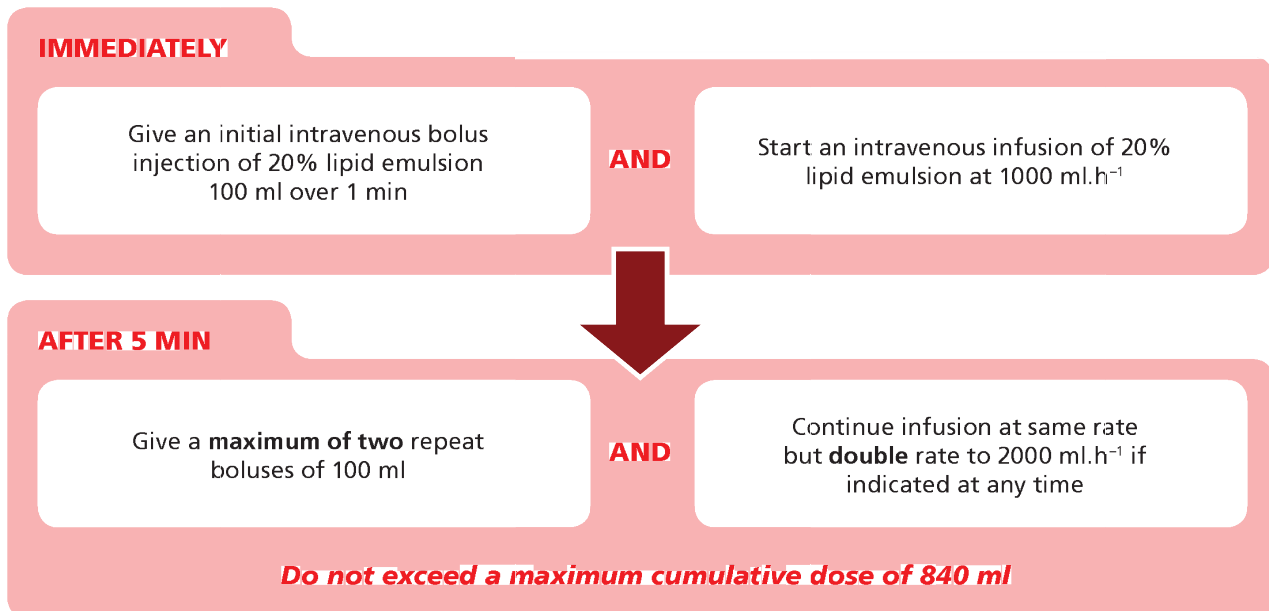 IMMEDIATELY
Give an initial intravenous bolus
injection of 20% lipid emulsion
100 ml over 1 min
AND
Start an intravenous infusion of 20%
lipid emulsion at 1000 ml.h⁻¹
AFTER 5 MIN
Give a maximum of two repeat
boluses of 100 ml
AND
Continue infusion at same rate
but double rate to 2000 ml.h⁻¹ if
indicated at any time
Do not exceed a maximum cumulative dose of 840 ml